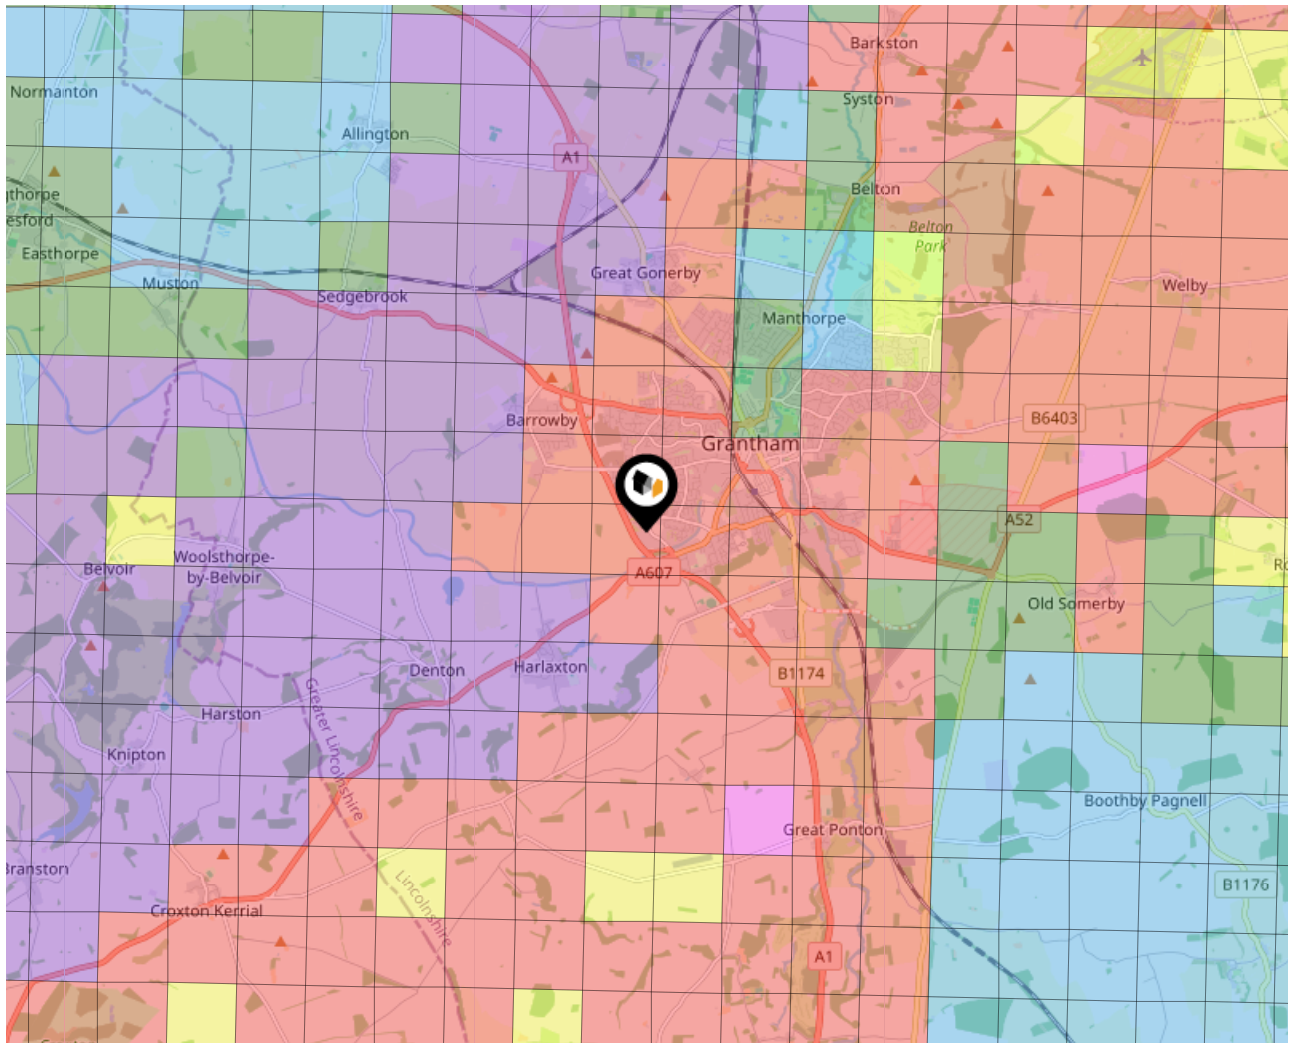 Barkston
Normanton
Syston
Allington
A1
gthorpe
esford
Belton
Belton
Park
Easthorpe
Great Gonerby
Muston
Sedgebrook
Welby
Manthorpe
Barrowby
B6403
Grantham
A52
Woolsthorpe-
by-Belvoir
Belvoir
A607
Old Somerby
Denton
Harlaxton
B1174
Harston
Greater Lincolnshire
Knipton
Boothby Pagnell
Great Ponton
Branston
B1176
Lincolnshire
Croxton Kerrial
A1